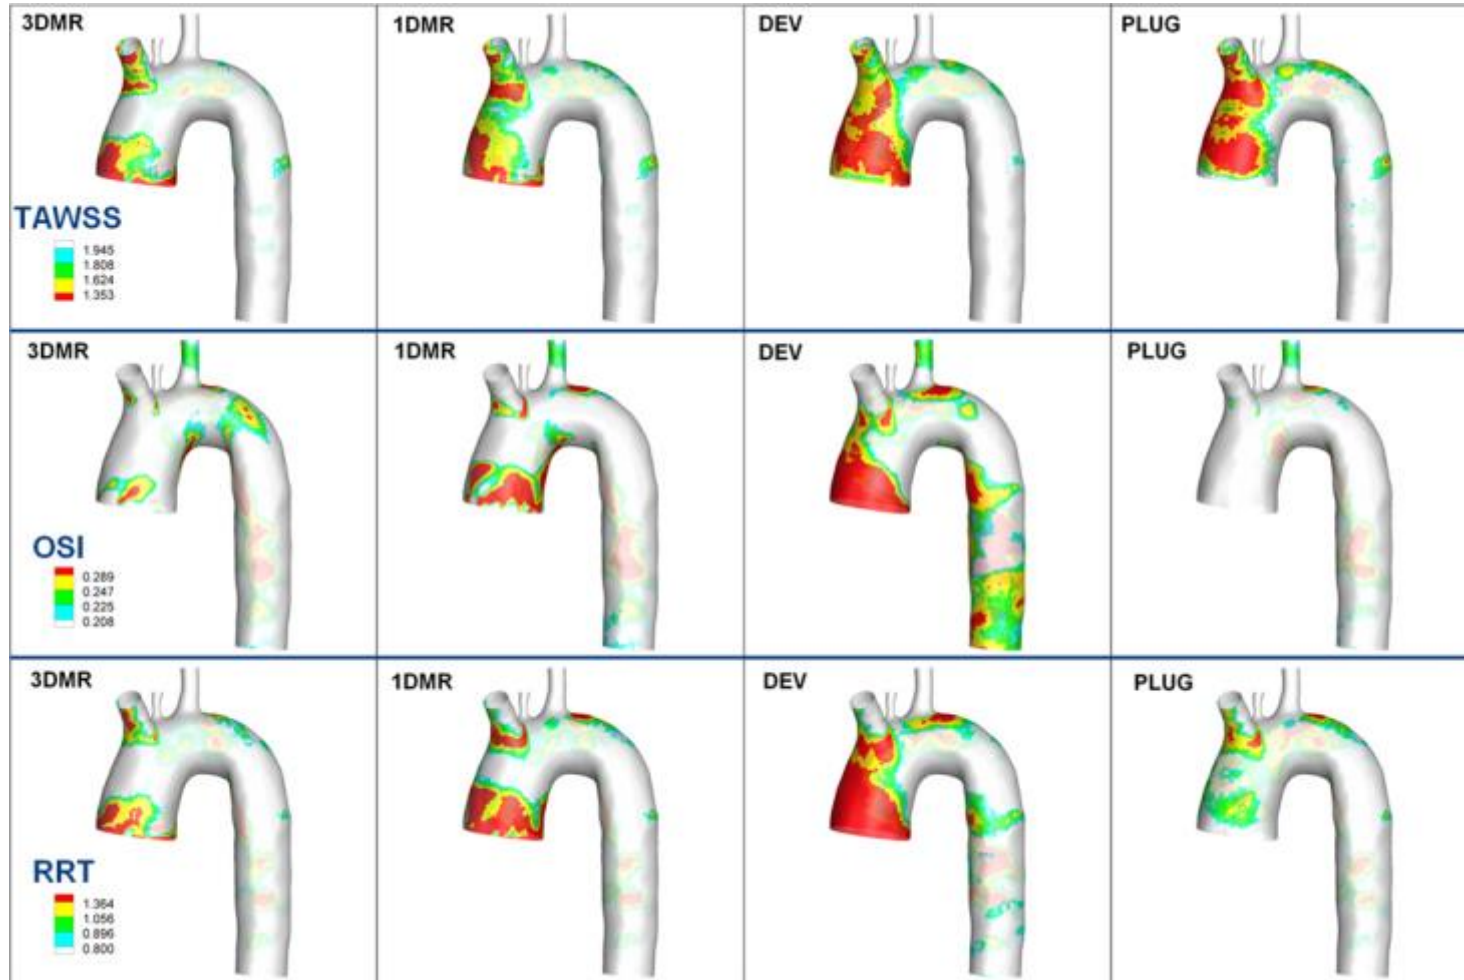 3DMR 1DMR DEV PLUG
TAWSS
1.945
1.808
1.624
1.353
3DMR 1DMR DEV PLUG
OSI
0.289
0.247
0.225
0.208
3DMR 1DMR DEV PLUG
RRT
1.364
1.056
0.896
0.800